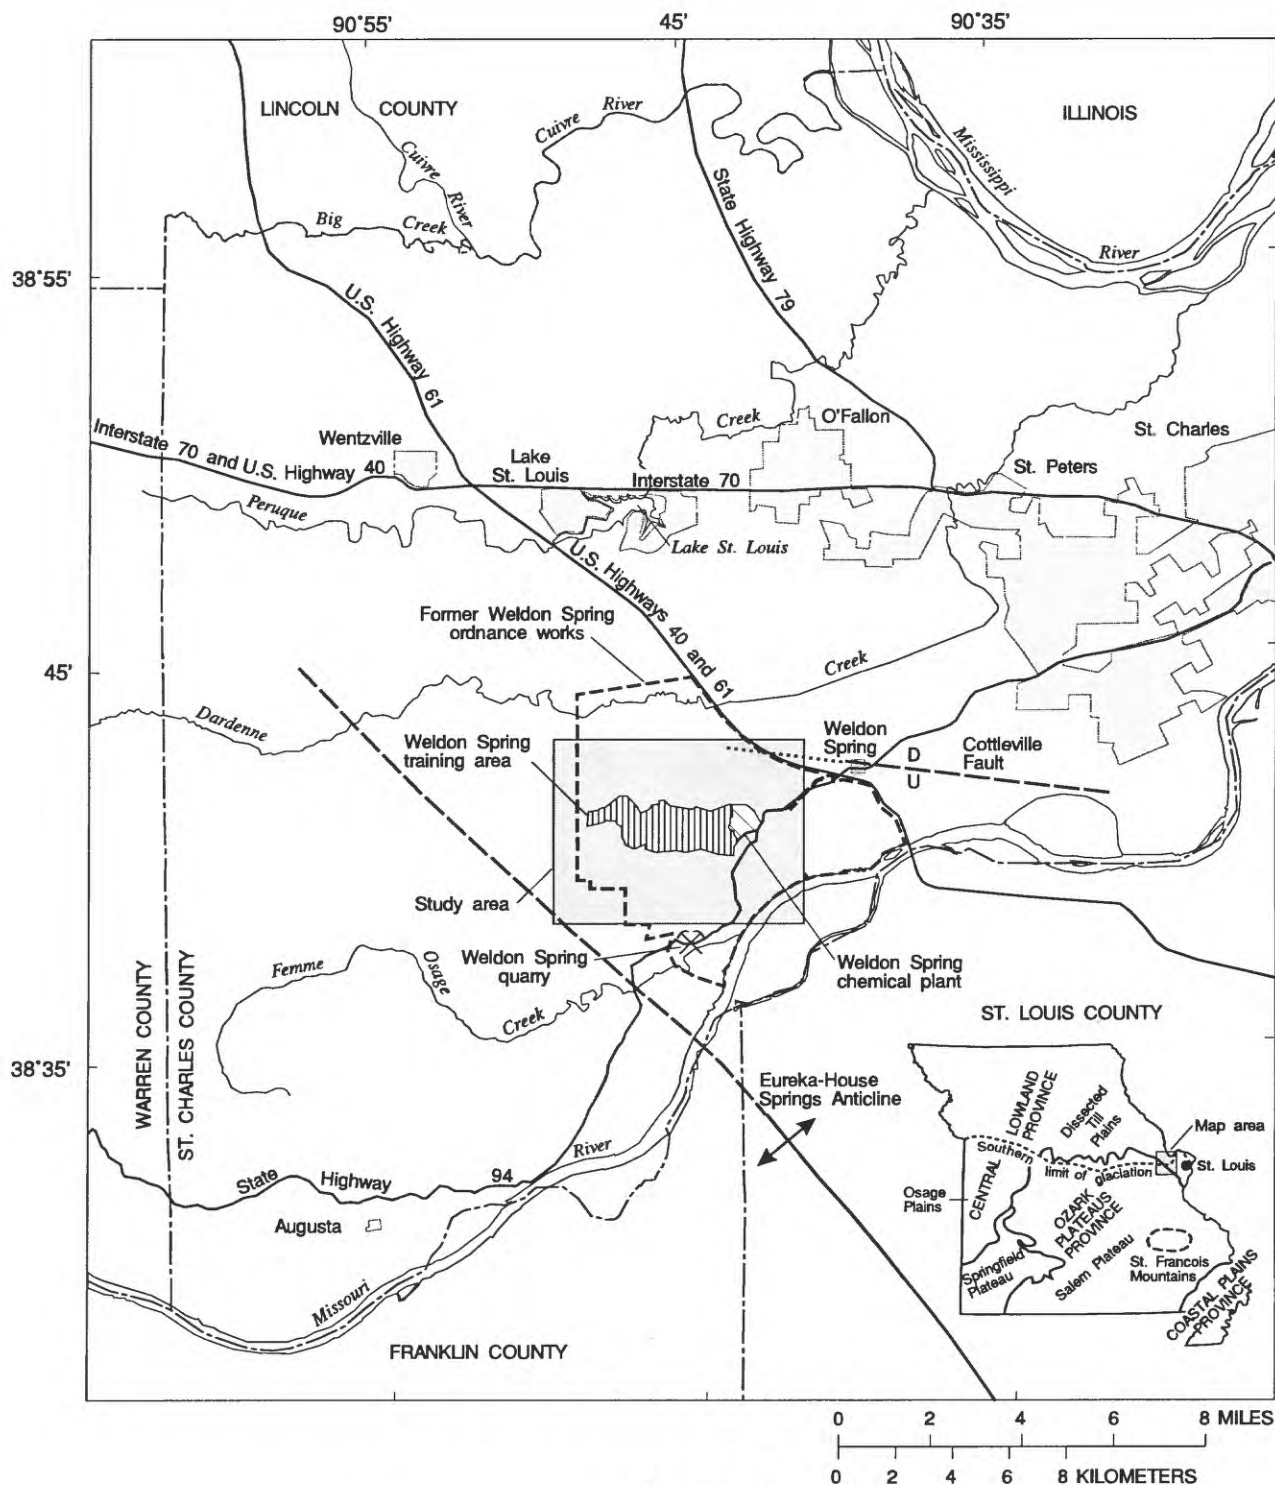 90°55'
45'
90°35'
LINCOLN COUNTY
Cuivre River
ILLINOIS
Mississippi
River
Cuivre
River
State Highway 79
Big Creek
38°55'
U.S. Highway 61
Creek
O'Fallon
St. Charles
Interstate 70 and U.S. Highway 40
Wentzville
Lake
St. Louis
Interstate 70
St. Peters
Peruque
Lake St. Louis
U.S. Highways 40 and 61
Former Weldon Spring
ordnance works
45'
Creek
Dardenne
Weldon Spring
training area
Weldon
Spring
D
U
Cottleville
Fault
Study area
Weldon Spring
quarry
Weldon Spring
chemical plant
Femme
Osage
Creek
ST. LOUIS COUNTY
38°35'
WARREN COUNTY
ST. CHARLES COUNTY
Eureka-House
Springs Anticline
River
State Highway 94
Augusta
Missouri
FRANKLIN COUNTY
CENTRAL
LOWLAND
PROVINCE
Dissected
Till
Plains
Map area
St. Louis
Southern limit of glaciation
Osage
Plains
OZARK
PLATEAUS
PROVINCE
Springfield
Plateau
Salem Plateau
St. Francois
Mountains
COASTAL PLAINS
PROVINCE
0 2 4 6 8 MILES
0 2 4 6 8 KILOMETERS